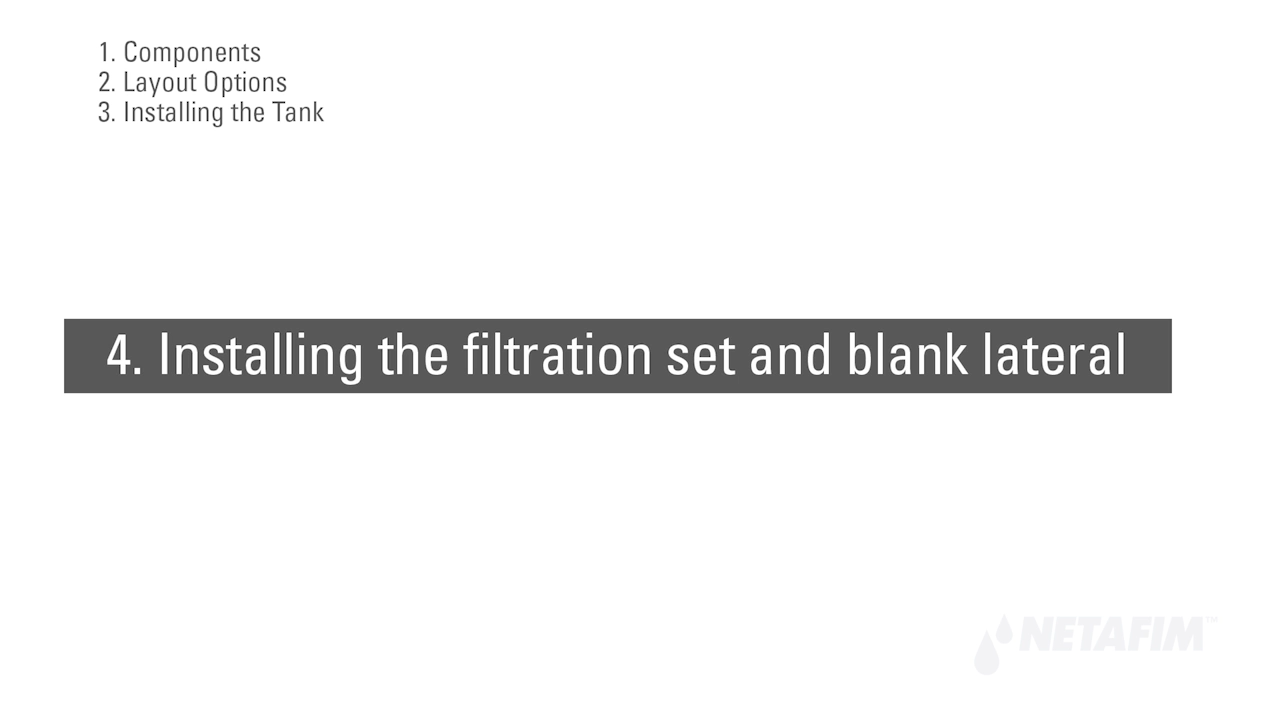 1. Components
2. Layout Options
3. Installing the Tank
4. Installing the filtration set and blank lateral
NETAFIM™